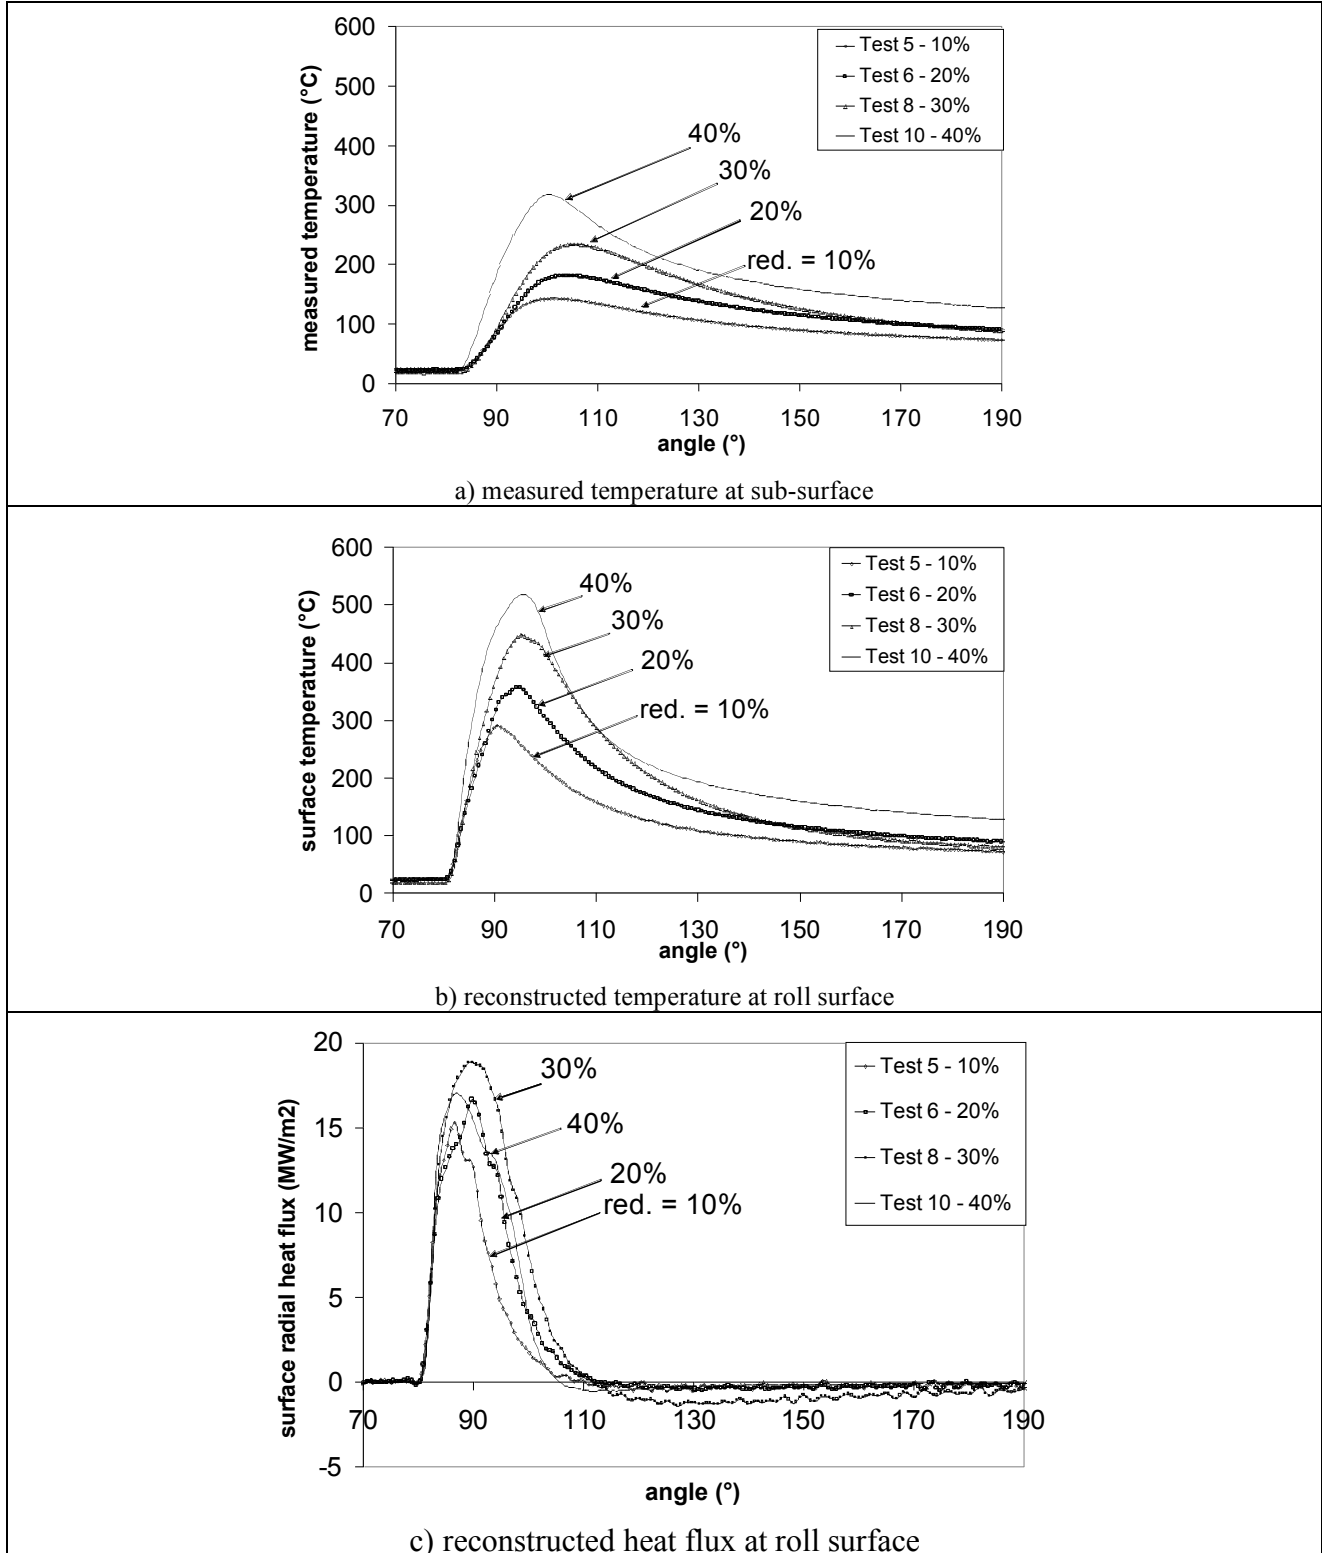 600
500
400
300
200
100
0
measured temperature (°C)
Test 5 - 10%
Test 6 - 20%
Test 8 - 30%
Test 10 - 40%
40%
30%
20%
red. = 10%
70 90 110 130 150 170 190
angle (°)
a) measured temperature at sub-surface
600
500
400
300
200
100
0
surface temperature (°C)
Test 5 - 10%
Test 6 - 20%
Test 8 - 30%
Test 10 - 40%
40%
30%
20%
red. = 10%
70 90 110 130 150 170 190
angle (°)
b) reconstructed temperature at roll surface
20
15
10
5
0
-5
surface radial heat flux (MW/m2)
Test 5 - 10%
Test 6 - 20%
Test 8 - 30%
Test 10 - 40%
30%
40%
20%
red. = 10%
70 90 110 130 150 170 190
angle (°)
c) reconstructed heat flux at roll surface